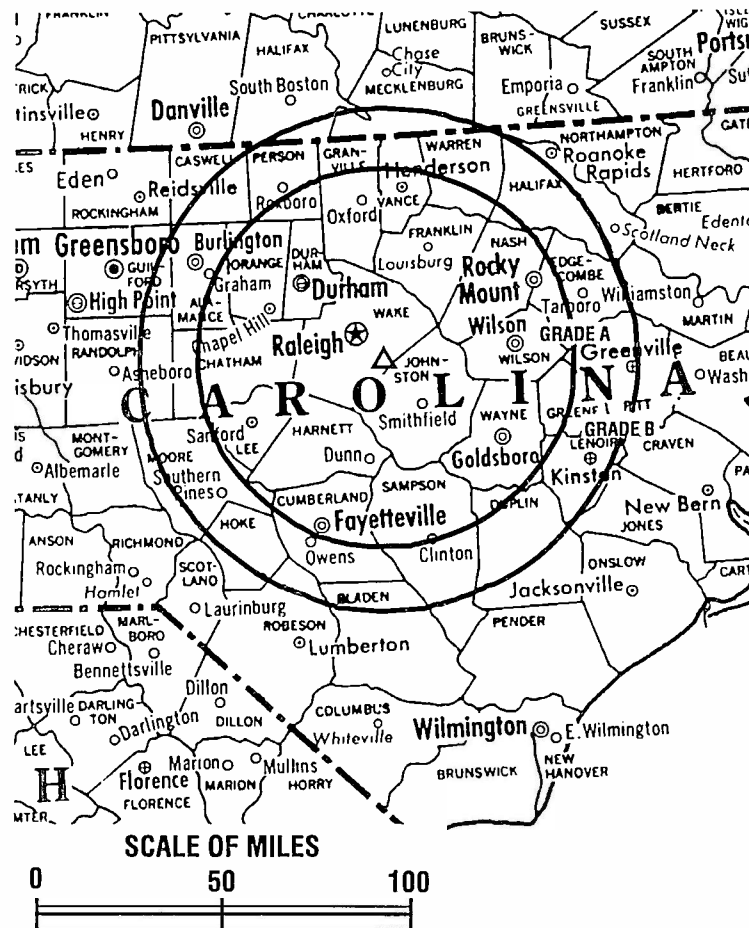 FRANKLIN
PITTSYLVANIA
HALIFAX
CHARLOTTE
LUNENBURG
Chase
City
MECKLENBURG
BRUNS-
WICK
SUSSEX
SOUTH
AMPTON
Portsr
Franklin
South Boston
Emporia
GREENSVILLE
tinsville
Danville
HENRY
CASWELL
PERSON
GRAN-
VILLE
WARREN
NORTHAMPTON
Roanoke
Rapids
Henderson
VANCE
HALIFAX
HERTFORD
BERTIE
Scotland Neck
Eden
Reidsville
ROCKINGHAM
Roxboro
Oxford
FRANKLIN
Louisburg
NASH
Rocky
Mount
EDGE-
COMBE
Tarboro
Williamston
MARTIN
Greensboro
GUIL-
FORD
High Point
Burlington
Graham
ALA-
MANCE
ORANGE
DUR-
HAM
Durham
Chapel Hill
Raleigh
WAKE
Wilson
WILSON
GRADE A
Greenville
Thomasville
RANDOLPH
Asheboro
CHATHAM
JOHN-
STON
CAROLINA
Smithfield
WAYNE
Goldsboro
PITT
GRADE B
LENOIR
CRAVEN
Kinston
MONT-
GOMERY
Albemarle
MOORE
Southern
Pines
Sanford
LEE
HARNETT
Dunn
SAMPSON
CUMBERLAND
Fayetteville
HOKE
Owens
Clinton
DUPLIN
New Bern
JONES
ONSLOW
Jacksonville
ANSON
RICHMOND
Rockingham
Hamlet
SCOT-
LAND
Laurinburg
BLADEN
ROBESON
Lumberton
PENDER
CHESTERFIELD
Cheraw
MARL-
BORO
Bennettsville
Dillon
DILLON
artsville
DARLING-
TON
Darlington
LEE
COLUMBUS
Whiteville
Wilmington
E. Wilmington
NEW
HANOVER
BRUNSWICK
H
Florence
FLORENCE
Marion
MARION
Mullins
HORRY
SCALE OF MILES
0 50 100